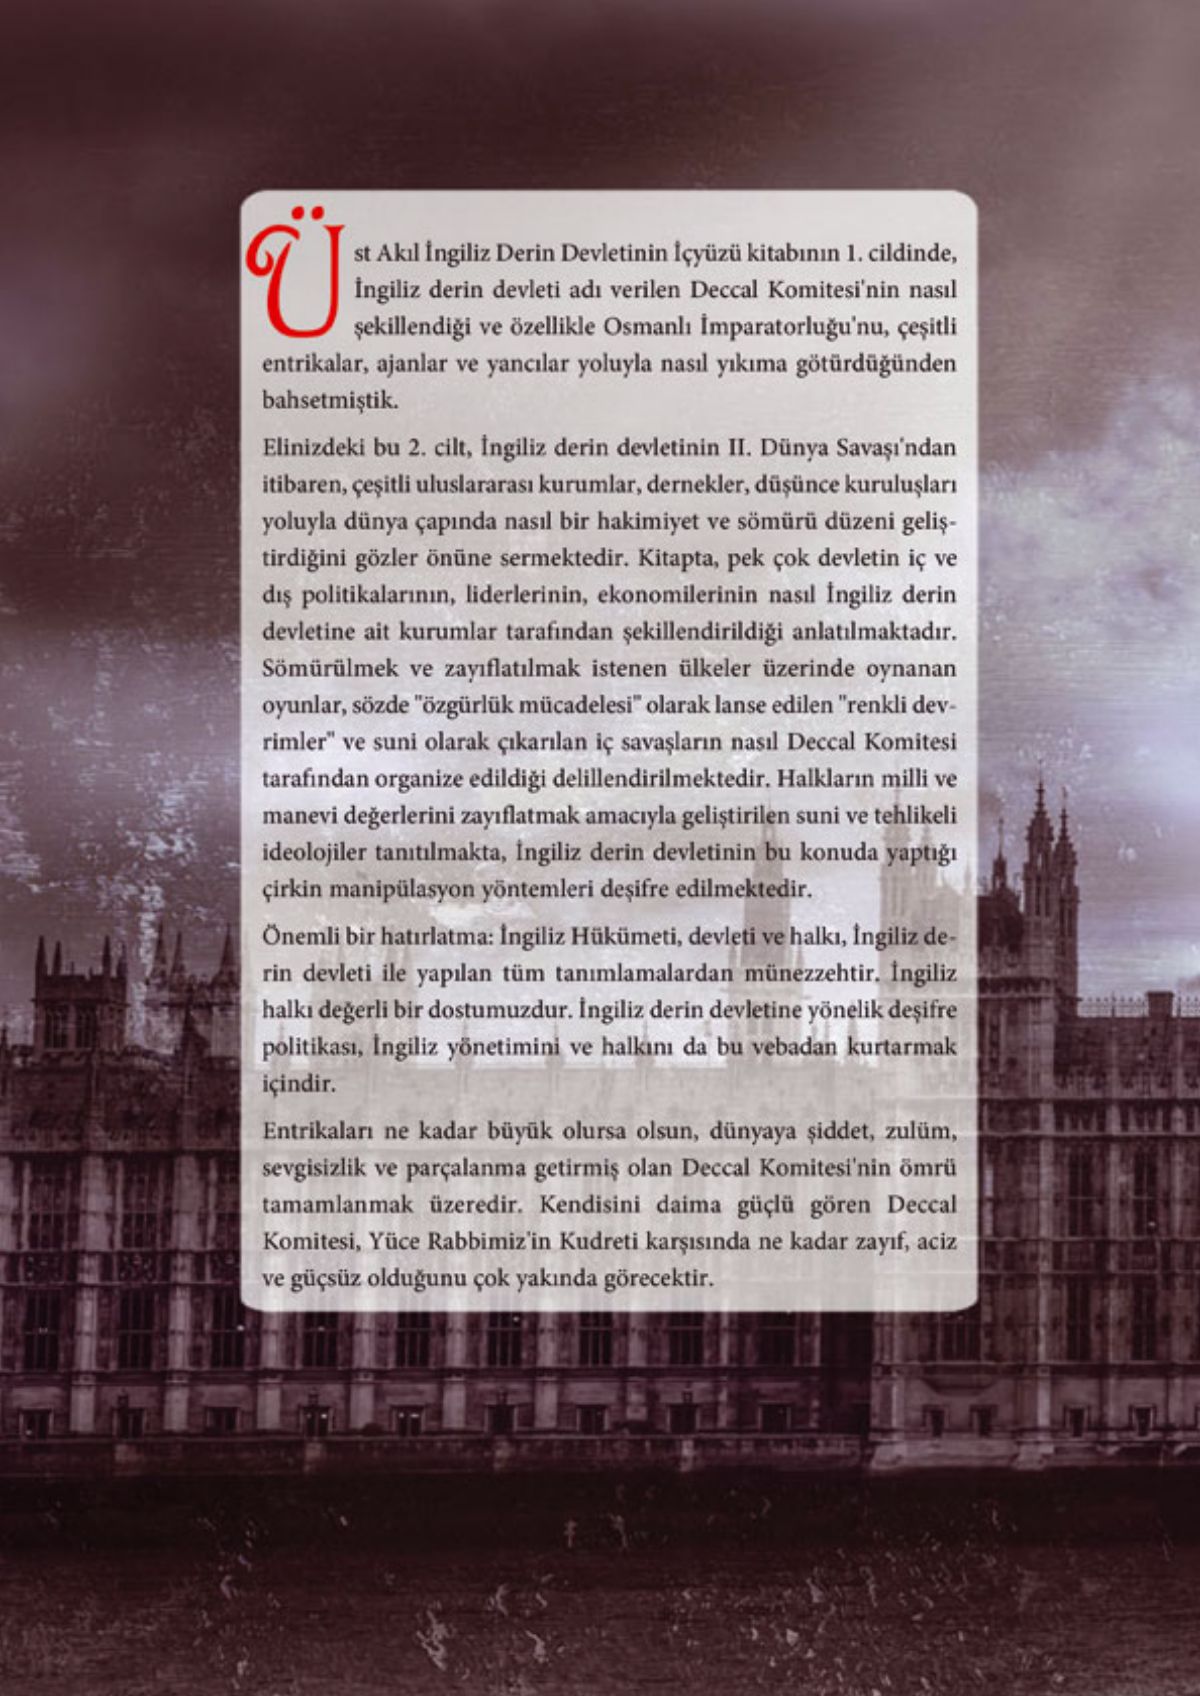 Üst Akıl İngiliz Derin Devletinin İçyüzü kitabının 1. cildinde,
İngiliz derin devleti adı verilen Deccal Komitesi'nin nasıl
şekillendiği ve özellikle Osmanlı İmparatorluğu'nu, çeşitli
entrikalar, ajanlar ve yancılar yoluyla nasıl yıkıma götürdüğünden
bahsetmiştik.
Elinizdeki bu 2. cilt, İngiliz derin devletinin II. Dünya Savaşı'ndan
itibaren, çeşitli uluslararası kurumlar, dernekler, düşünce kuruluşları
yoluyla dünya çapında nasıl bir hakimiyet ve sömürü düzeni geliş-
tirdiğini gözler önüne sermektedir. Kitapta, pek çok devletin iç ve
dış politikalarının, liderlerinin, ekonomilerinin nasıl İngiliz derin
devletine ait kurumlar tarafından şekillendirildiği anlatılmaktadır.
Sömürülmek ve zayıflatılmak istenen ülkeler üzerinde oynanan
oyunlar, sözde "özgürlük mücadelesi" olarak lanse edilen "renkli dev-
rimler" ve suni olarak çıkarılan iç savaşların nasıl Deccal Komitesi
tarafından organize edildiği delillendirilmektedir. Halkların milli ve
manevi değerlerini zayıflatmak amacıyla geliştirilen suni ve tehlikeli
ideolojiler tanıtılmakta, İngiliz derin devletinin bu konuda yaptığı
çirkin manipülasyon yöntemleri deşifre edilmektedir.
Önemli bir hatırlatma: İngiliz Hükümeti, devleti ve halkı, İngiliz de-
rin devleti ile yapılan tüm tanımlamalardan münezzehtir. İngiliz
halkı değerli bir dostumuzdur. İngiliz derin devletine yönelik deşifre
politikası, İngiliz yönetimini ve halkını da bu vebadan kurtarmak
içindir.
Entrikaları ne kadar büyük olursa olsun, dünyaya şiddet, zulüm,
sevgisizlik ve parçalanma getirmiş olan Deccal Komitesi'nin ömrü
tamamlanmak üzeredir. Kendisini daima güçlü gören Deccal
Komitesi, Yüce Rabbimiz'in Kudreti karşısında ne kadar zayıf, aciz
ve güçsüz olduğunu çok yakında görecektir.